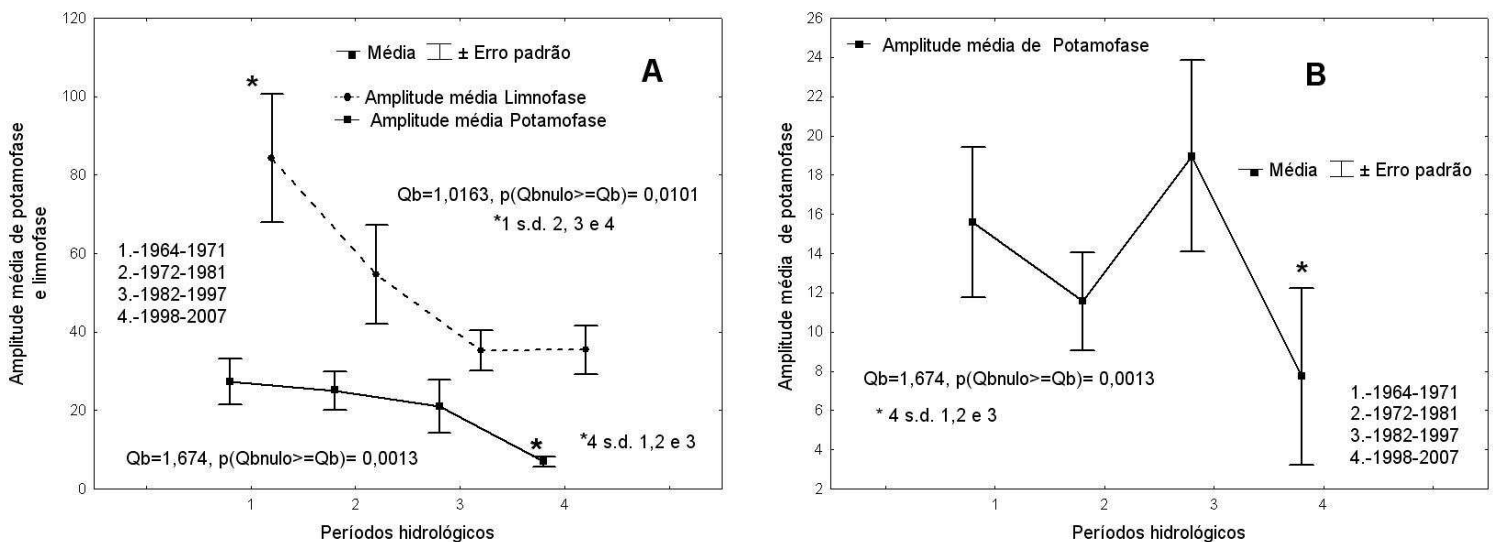 120
100
80
60
40
20
0
Amplitude média de potamofase
e limnofase
Média ± Erro padrão
A
*
Amplitude média Limnofase
Amplitude média Potamofase
Qb=1,0163, p(Qbnulo>=Qb)= 0,0101
*1 s.d. 2, 3 e 4
1.-1964-1971
2.-1972-1981
3.-1982-1997
4.-1998-2007
*
*4 s.d. 1,2 e 3
Qb=1,674, p(Qbnulo>=Qb)= 0,0013
1 2 3 4
Períodos hidrológicos
26
24
22
20
18
16
14
12
10
8
6
4
2
Amplitude média de potamofase
Amplitude média de Potamofase
B
Média ± Erro padrão
*
Qb=1,674, p(Qbnulo>=Qb)= 0,0013
* 4 s.d. 1,2 e 3
1.-1964-1971
2.-1972-1981
3.-1982-1997
4.-1998-2007
1 2 3 4
Períodos hidrológicos